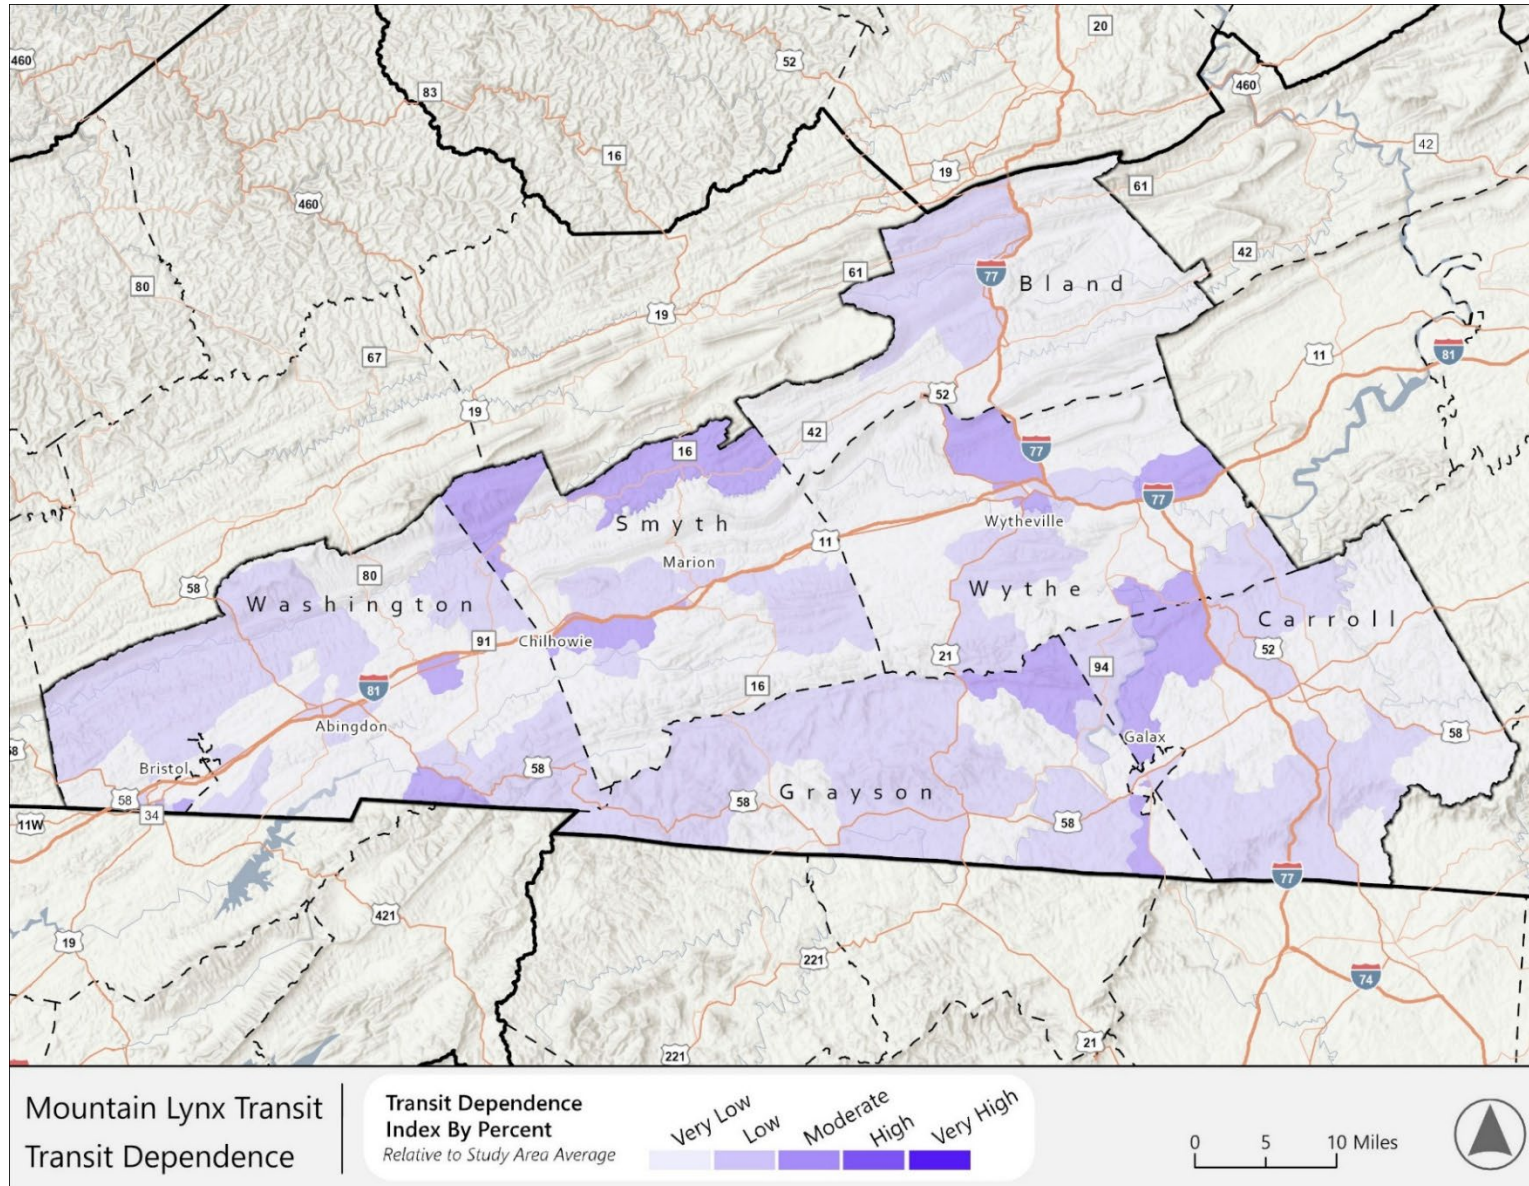 460
20
52
460
83
42
16
19
61
460
42
61
80
77
Bland
19
11
81
67
52
19
42
77
16
77
Smyth
Wytheville
11
Marion
58
80
Wythe
Washington
Carroll
91
Chilhowie
52
21
94
81
16
Abingdon
58
Galax
58
Bristol
58
58
58
Grayson
34
58
11W
77
421
19
221
74
21
221
Mountain Lynx Transit
Transit Dependence
Transit Dependence
Index By Percent
Relative to Study Area Average
Very Low
Low
Moderate
High
Very High
0 5 10 Miles